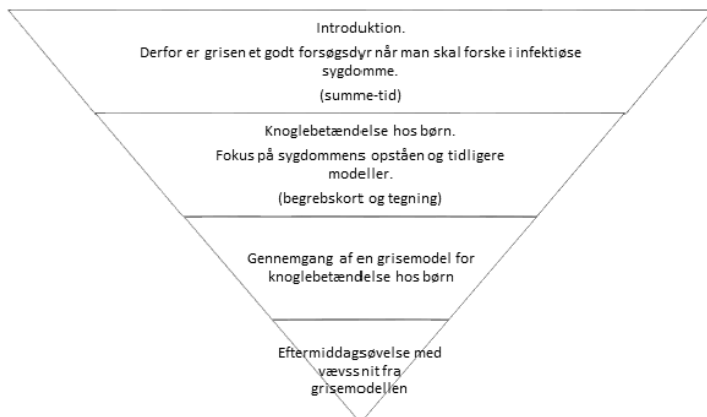 Introduktion.
Derfor er grisen et godt forsøgsdyr når man skal forske i infektiøse
sygdomme.
(summe-tid)
Knoglebetændelse hos børn.
Fokus på sygdommens opståen og tidligere
modeller.
(begrebskort og tegning)
Gennemgang af en grisemodel for
knoglebetændelse hos børn
Eftermiddagsøvelse med
vævssnit fra
grisemodellen